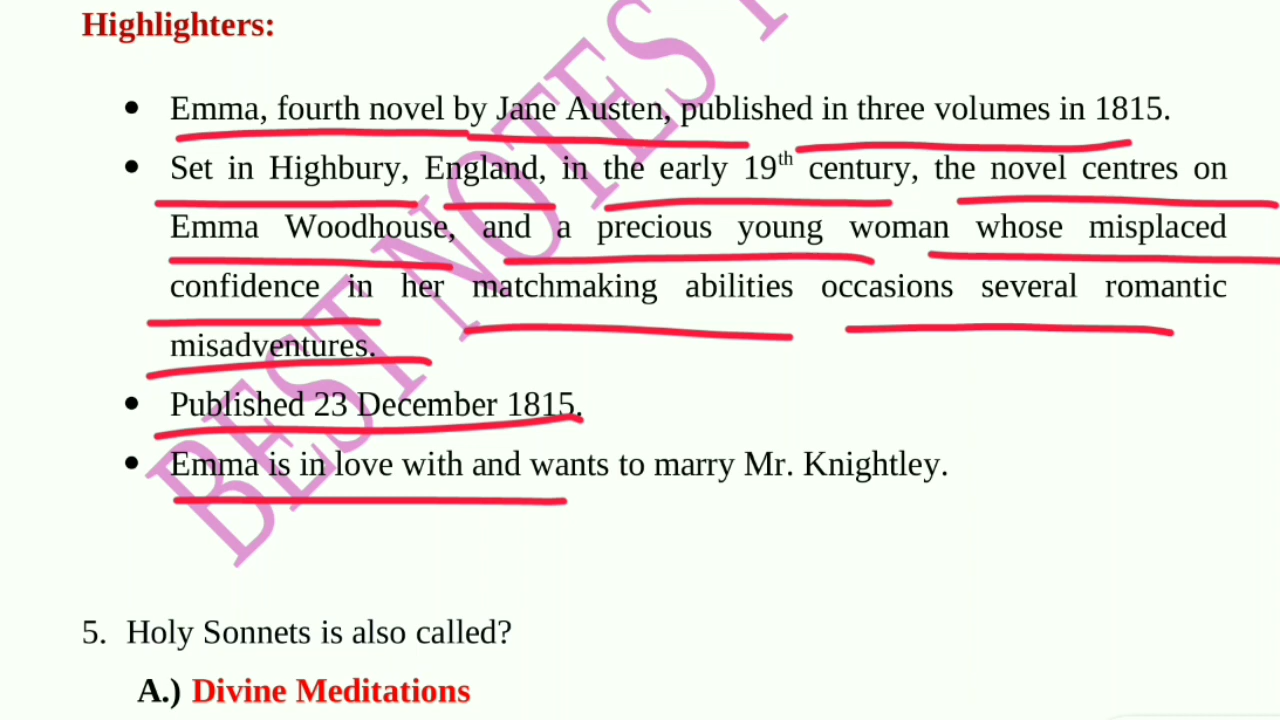 Highlighters:
• Emma, fourth novel by Jane Austen, published in three volumes in 1815.
• Set in Highbury, England, in the early 19th century, the novel centres on
Emma Woodhouse, and a precious young woman whose misplaced
confidence in her matchmaking abilities occasions several romantic
misadventures.
• Published 23 December 1815.
• Emma is in love with and wants to marry Mr. Knightley.
BEST NOTES
5. Holy Sonnets is also called?
A.) Divine Meditations